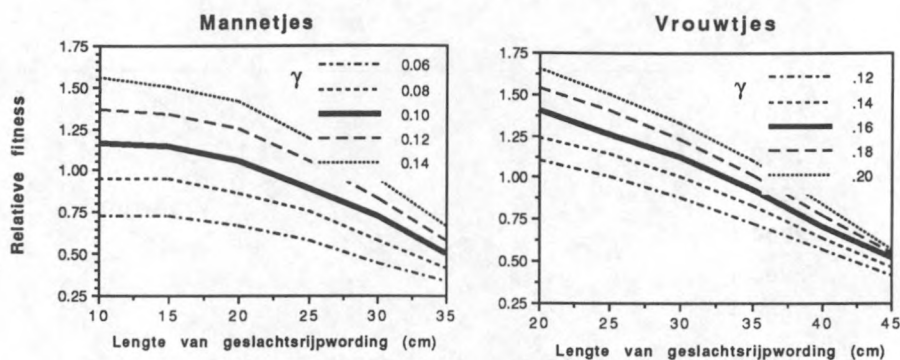 Mannetjes
Relatieve fitness
1.75
1.50
1.25
1.00
0.75
0.50
0.25
γ
0.06
0.08
0.10
0.12
0.14
10 15 20 25 30 35
Lengte van geslachtsrijpwording (cm)
Vrouwtjes
1.75
1.50
1.25
1.00
0.75
0.50
0.25
γ
.12
.14
.16
.18
.20
20 25 30 35 40 45
Lengte van geslachtsrijpwording (cm)